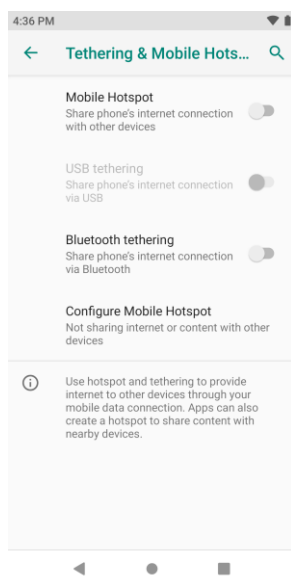 4:36 PM
Tethering & Mobile Hots...
Mobile Hotspot
Share phone's internet connection
with other devices
USB tethering
Share phone's internet connection
via USB
Bluetooth tethering
Share phone's internet connection
via Bluetooth
Configure Mobile Hotspot
Not sharing internet or content with other
devices
Use hotspot and tethering to provide
internet to other devices through your
mobile data connection. Apps can also
create a hotspot to share content with
nearby devices.